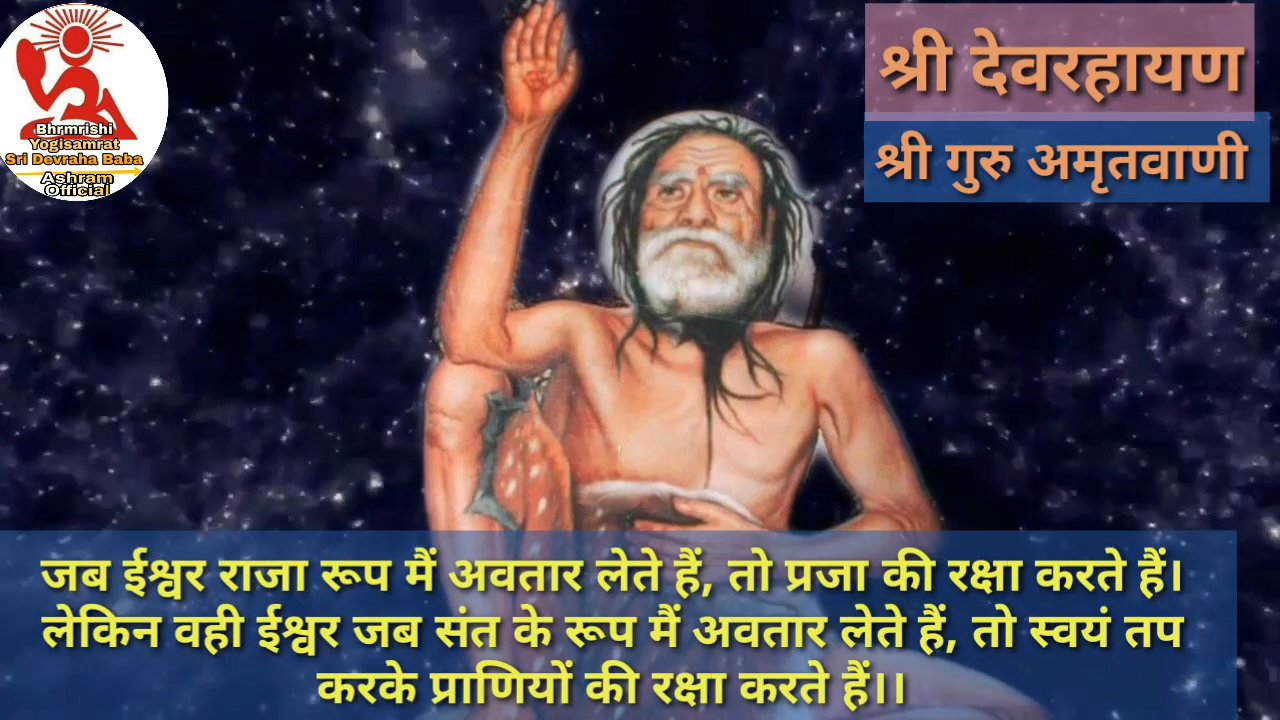 Bhrmrishi
Yogisamrat
Sri Devraha Baba
Ashram
Official
श्री देवरहायण
श्री गुरु अमृतवाणी
जब ईश्वर राजा रूप मैं अवतार लेते हैं, तो प्रजा की रक्षा करते हैं।
लेकिन वही ईश्वर जब संत के रूप मैं अवतार लेते हैं, तो स्वयं तप
करके प्राणियों की रक्षा करते हैं।।